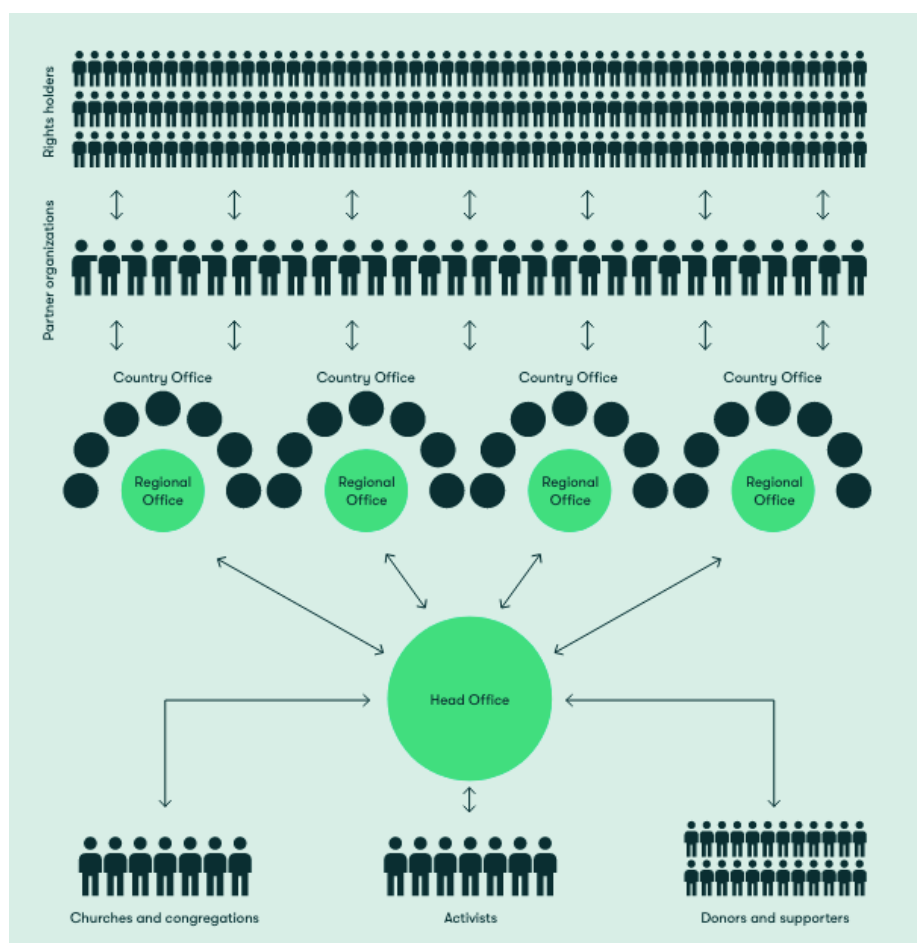 Rights holders
Partner organizations
Country Office
Country Office
Country Office
Country Office
Regional
Office
Regional
Office
Regional
Office
Regional
Office
Head Office
Churches and congregations
Activists
Donors and supporters